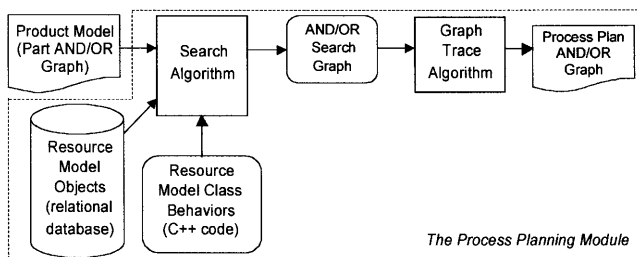 Product Model
(Part AND/OR
Graph)
Search
Algorithm
AND/OR
Search
Graph
Graph
Trace
Algorithm
Process Plan
AND/OR
Graph
Resource
Model
Objects
(relational
database)
Resource
Model Class
Behaviors
(C++ code)
The Process Planning Module